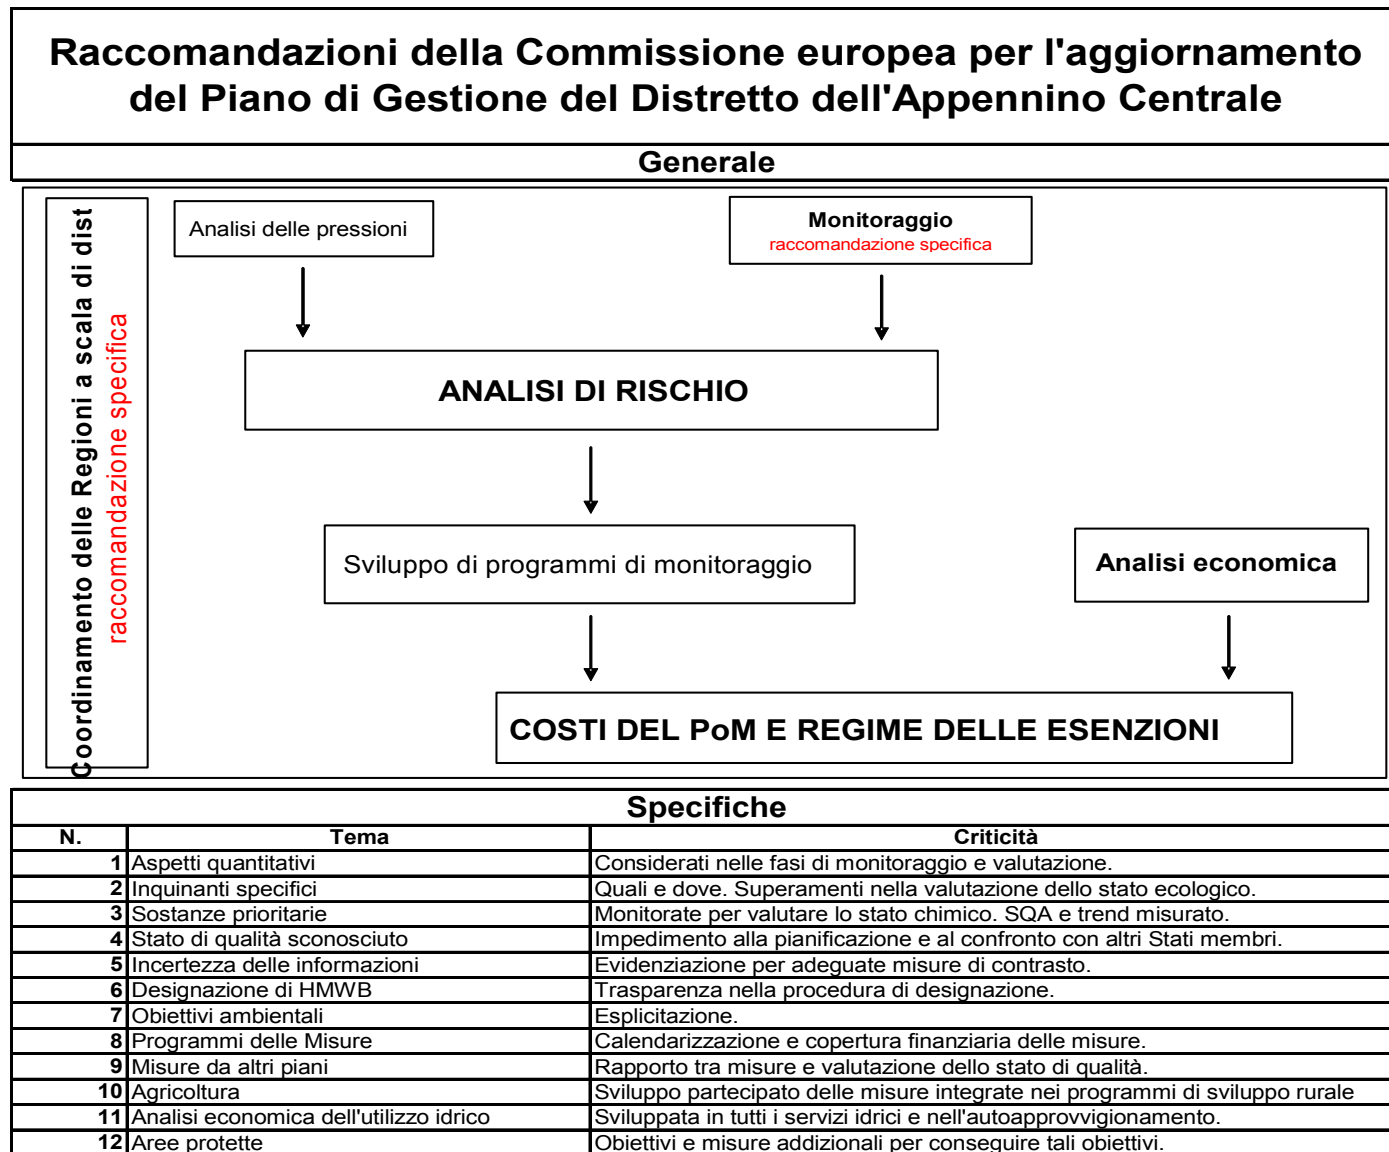 Raccomandazioni della Commissione europea per l'aggiornamento
del Piano di Gestione del Distretto dell'Appennino Centrale
Generale
Coordinamento delle Regioni a scala di dist
raccomandazione specifica
Analisi delle pressioni
Monitoraggio
raccomandazione specifica
ANALISI DI RISCHIO
Sviluppo di programmi di monitoraggio
Analisi economica
COSTI DEL PoM E REGIME DELLE ESENZIONI
Specifiche
N. Tema Criticità
1 Aspetti quantitativi Considerati nelle fasi di monitoraggio e valutazione.
2 Inquinanti specifici Quali e dove. Superamenti nella valutazione dello stato ecologico.
3 Sostanze prioritarie Monitorate per valutare lo stato chimico. SQA e trend misurato.
4 Stato di qualità sconosciuto Impedimento alla pianificazione e al confronto con altri Stati membri.
5 Incertezza delle informazioni Evidenziazione per adeguate misure di contrasto.
6 Designazione di HMWB Trasparenza nella procedura di designazione.
7 Obiettivi ambientali Esplicitazione.
8 Programmi delle Misure Calendarizzazione e copertura finanziaria delle misure.
9 Misure da altri piani Rapporto tra misure e valutazione dello stato di qualità.
10 Agricoltura Sviluppo partecipato delle misure integrate nei programmi di sviluppo rurale
11 Analisi economica dell'utilizzo idrico Sviluppata in tutti i servizi idrici e nell'autoapprovvigionamento.
12 Aree protette Obiettivi e misure addizionali per conseguire tali obiettivi.